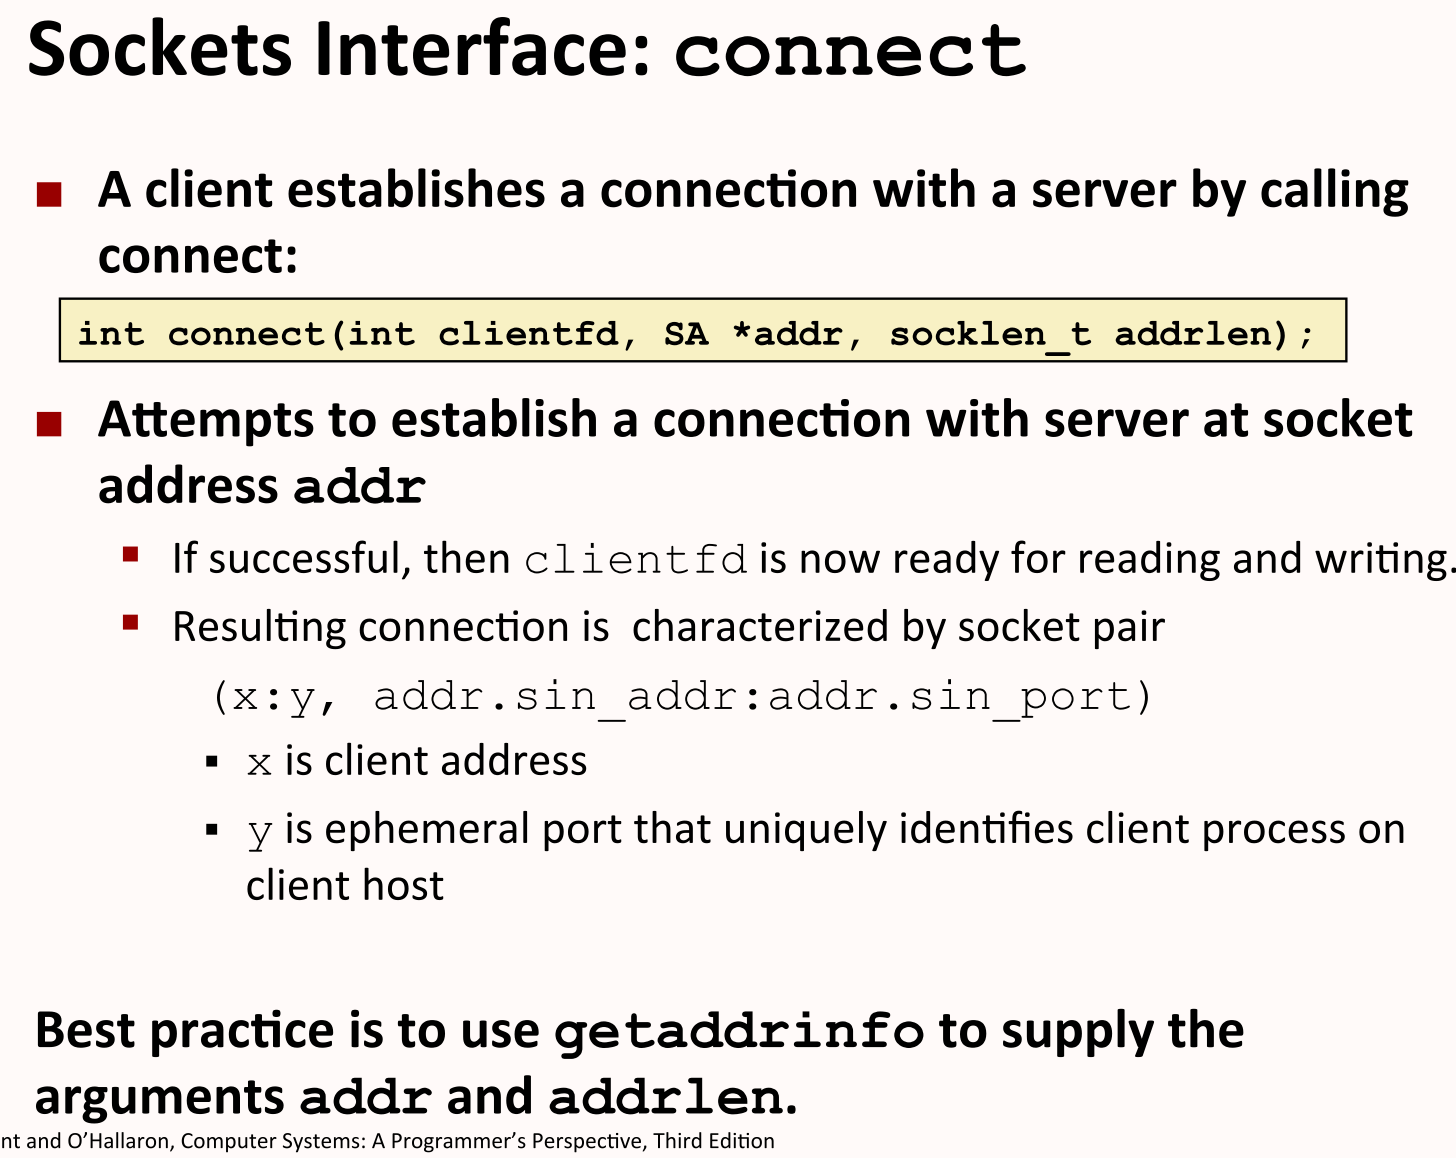 Sockets Interface: connect
A client establishes a connection with a server by calling
connect:
int connect(int clientfd, SA *addr, socklen_t addrlen);
Attempts to establish a connection with server at socket
address addr
If successful, then clientfd is now ready for reading and writing.
Resulting connection is characterized by socket pair
(x:y, addr.sin_addr:addr.sin_port)
x is client address
y is ephemeral port that uniquely identifies client process on
client host
Best practice is to use getaddrinfo to supply the
arguments addr and addrlen.
nt and O'Hallaron, Computer Systems: A Programmer's Perspective, Third Edition